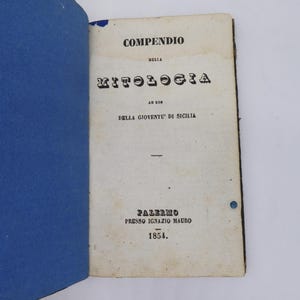 COMPENDIO
DELLA
MITOLOGIA
AD USO
DELLA GIOVENTU' DI SICILIA
PALERMO
PRESSO IGNAZIO MAURO
1854.